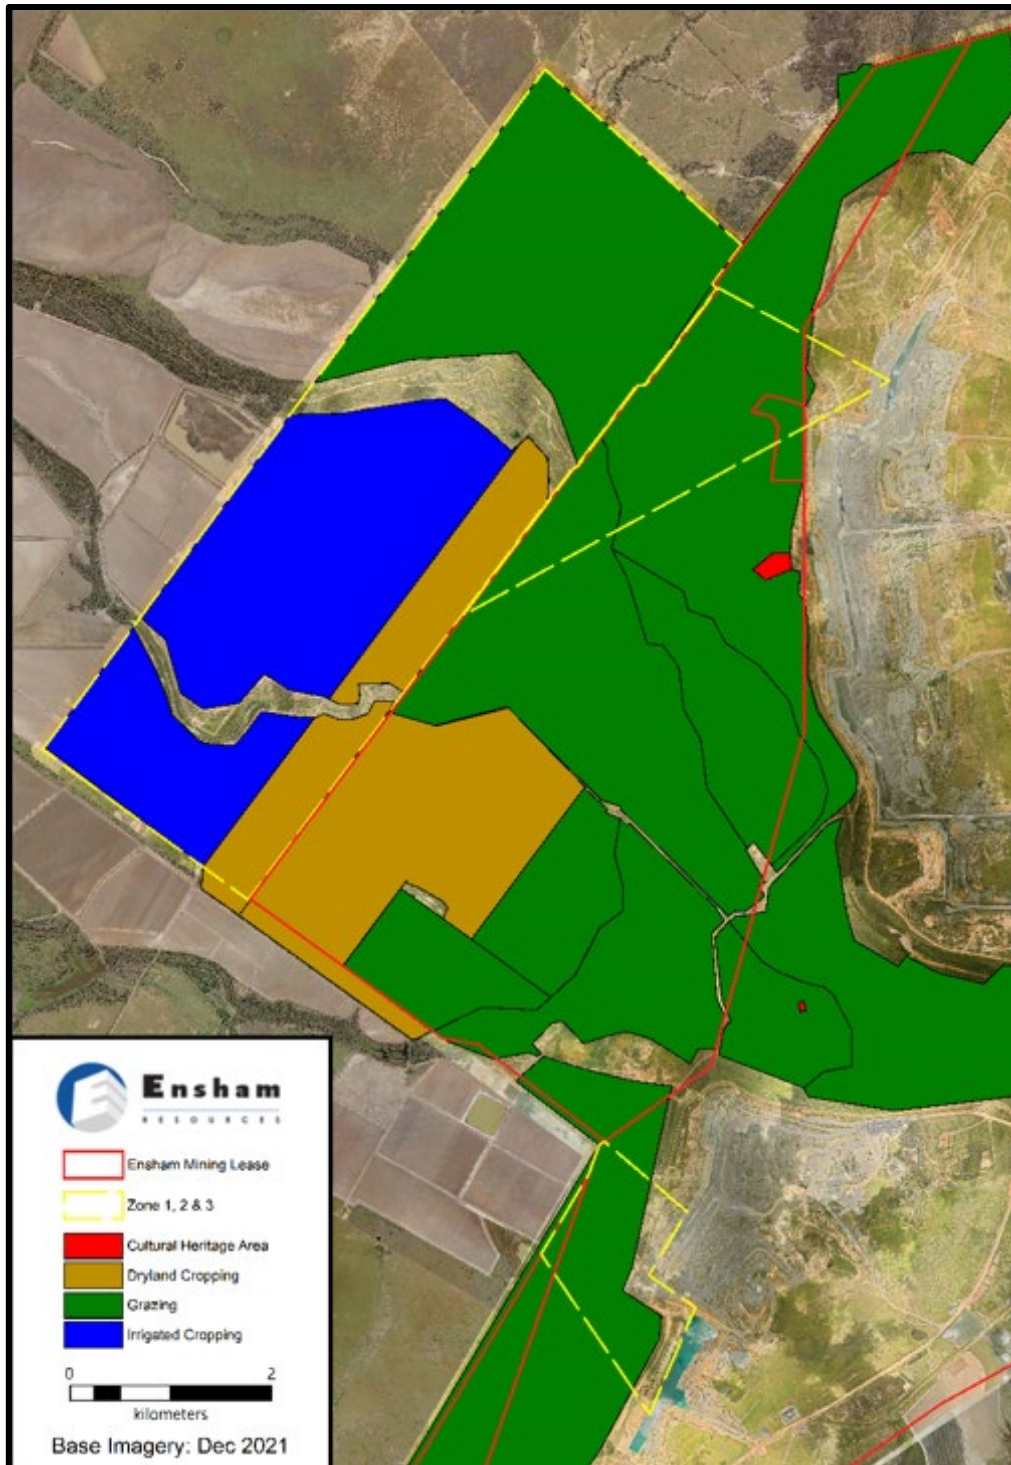 Ensham
RESOURCES
Ensham Mining Lease
Zone 1, 2 & 3
Cultural Heritage Area
Dryland Cropping
Grazing
Irrigated Cropping
0 2
kilometers
Base Imagery: Dec 2021